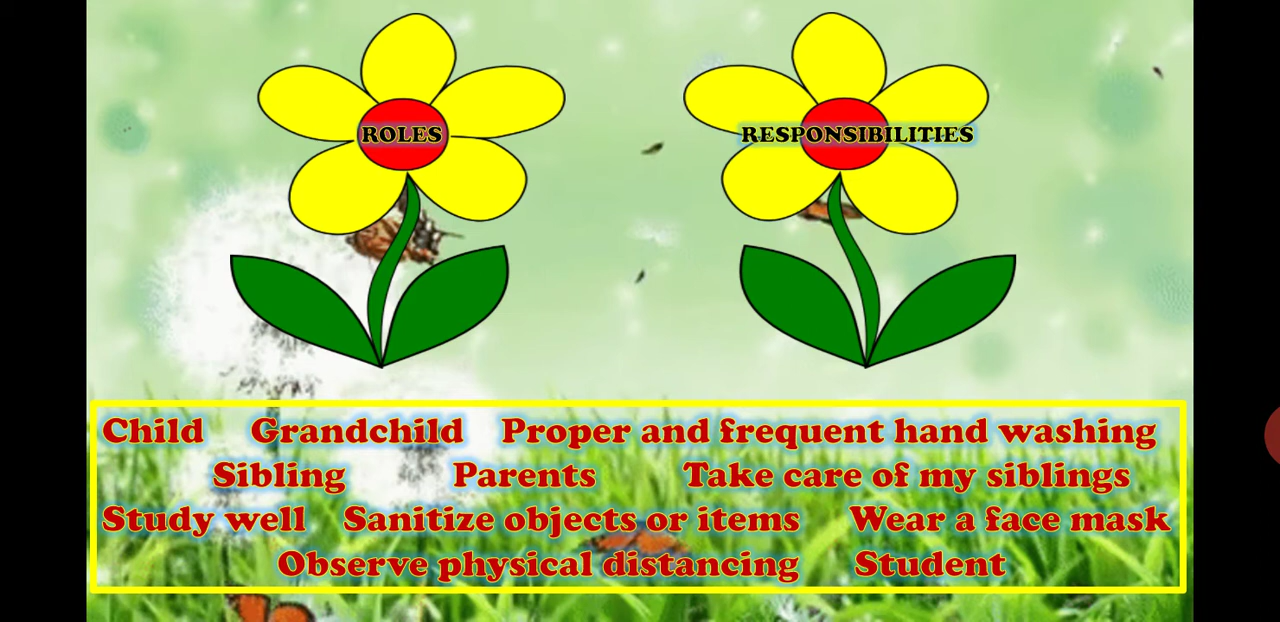 ROLES
RESPONSIBILITIES
Child Grandchild Proper and frequent hand washing
Sibling Parents Take care of my siblings
Study well Sanitize objects or items Wear a face mask
Observe physical distancing Student